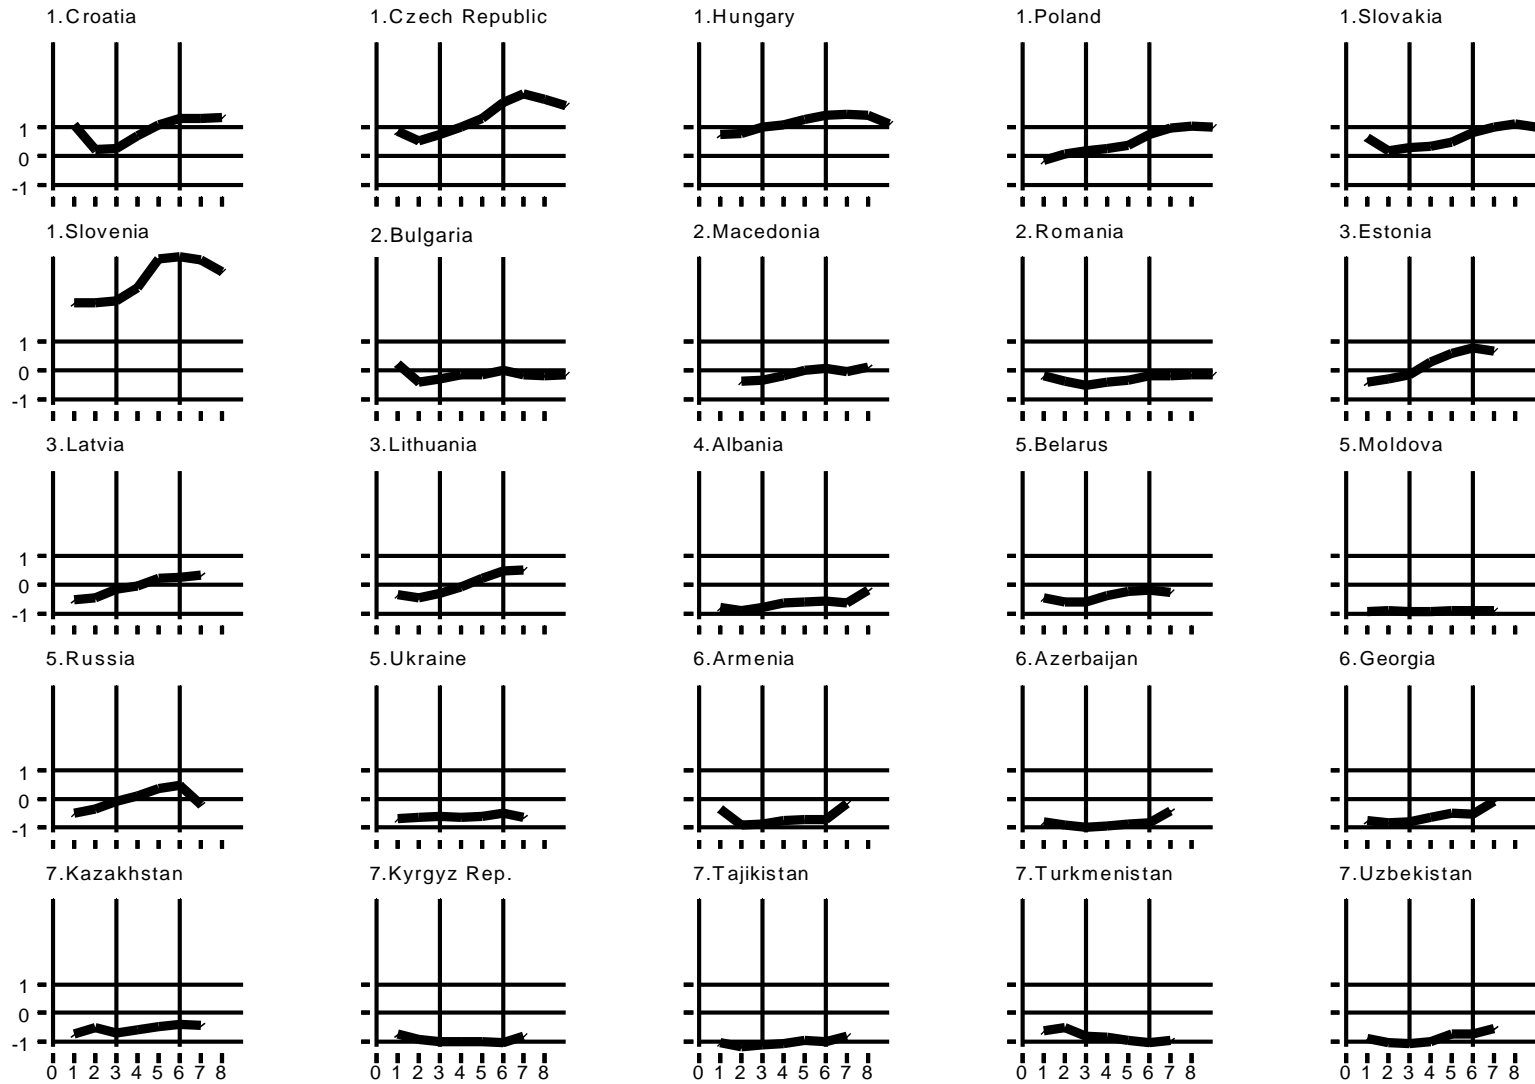 1.Croatia 1.Czech Republic 1.Hungary 1.Poland 1.Slovakia
1
0
-1
1.Slovenia 2.Bulgaria 2.Macedonia 2.Romania 3.Estonia
1
0
-1
3.Latvia 3.Lithuania 4.Albania 5.Belarus 5.Moldova
1
0
-1
5.Russia 5.Ukraine 6.Armenia 6.Azerbaijan 6.Georgia
1
0
-1
7.Kazakhstan 7.Kyrgyz Rep. 7.Tajikistan 7.Turkmenistan 7.Uzbekistan
1
0
-1
0 1 2 3 4 5 6 7 8 0 1 2 3 4 5 6 7 8 0 1 2 3 4 5 6 7 8 0 1 2 3 4 5 6 7 8 0 1 2 3 4 5 6 7 8